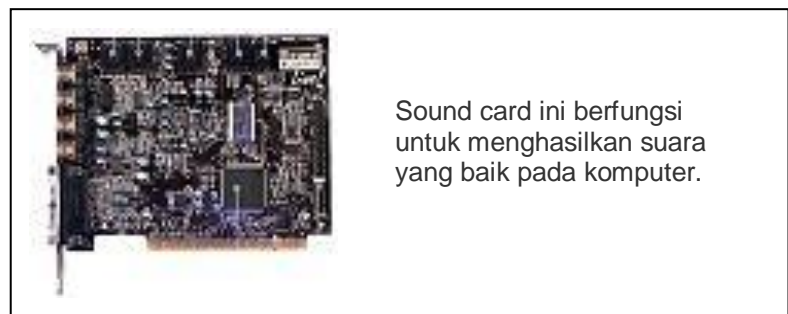 Sound card ini berfungsi
untuk menghasilkan suara
yang baik pada komputer.